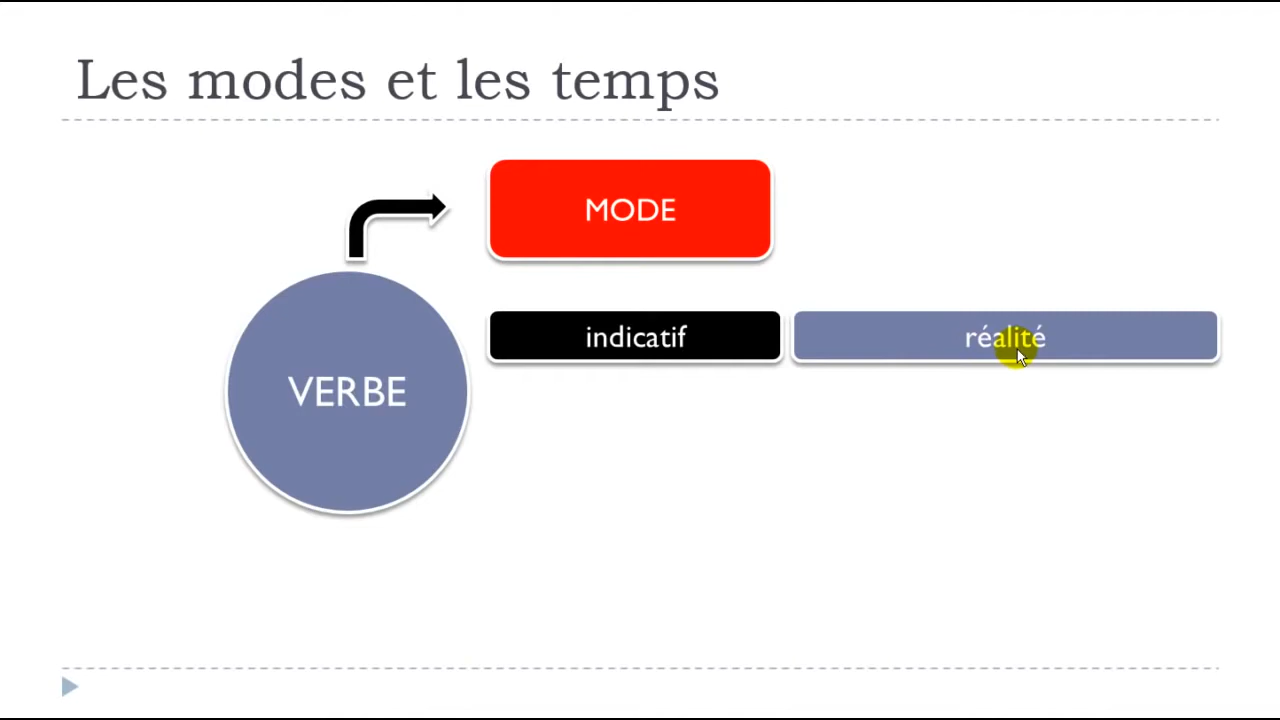 Les modes et les temps
MODE
indicatif
réalité
VERBE